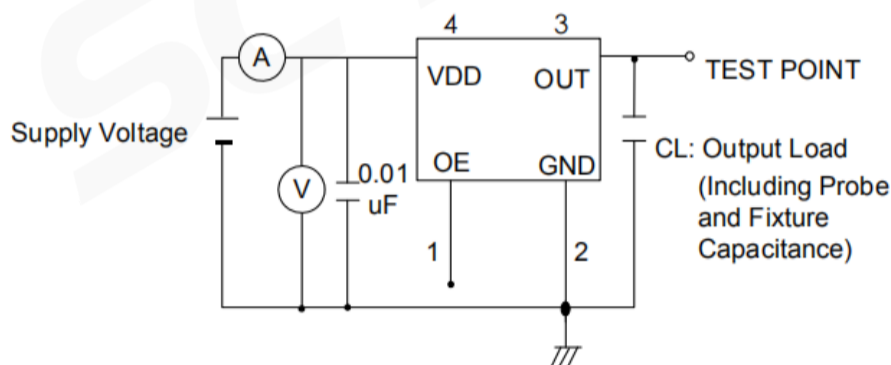 4 3
A
VDD OUT
TEST POINT
Supply Voltage
CL: Output Load
(Including Probe
and Fixture
Capacitance)
V
0.01
uF
OE GND
1 2